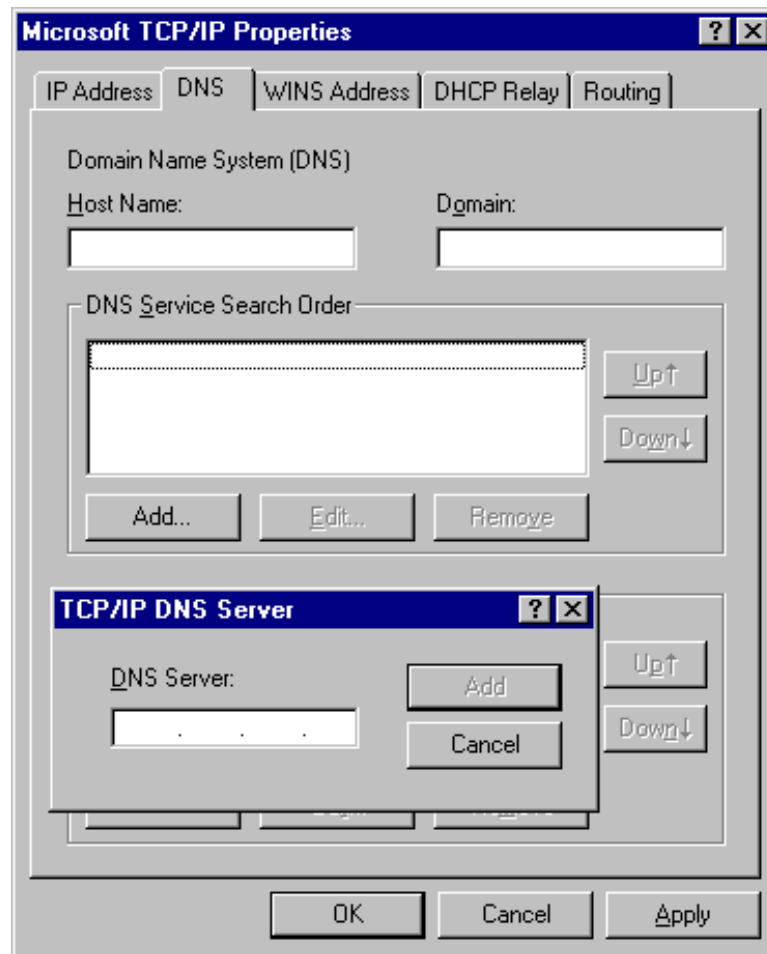 Microsoft TCP/IP Properties
IP Address DNS WINS Address DHCP Relay Routing
Domain Name System (DNS)
Host Name: Domain:
DNS Service Search Order
Up↑
Down↓
Add... Edit... Remove
TCP/IP DNS Server
DNS Server: Add
. . .
Cancel
Up↑
Down↓
OK Cancel Apply